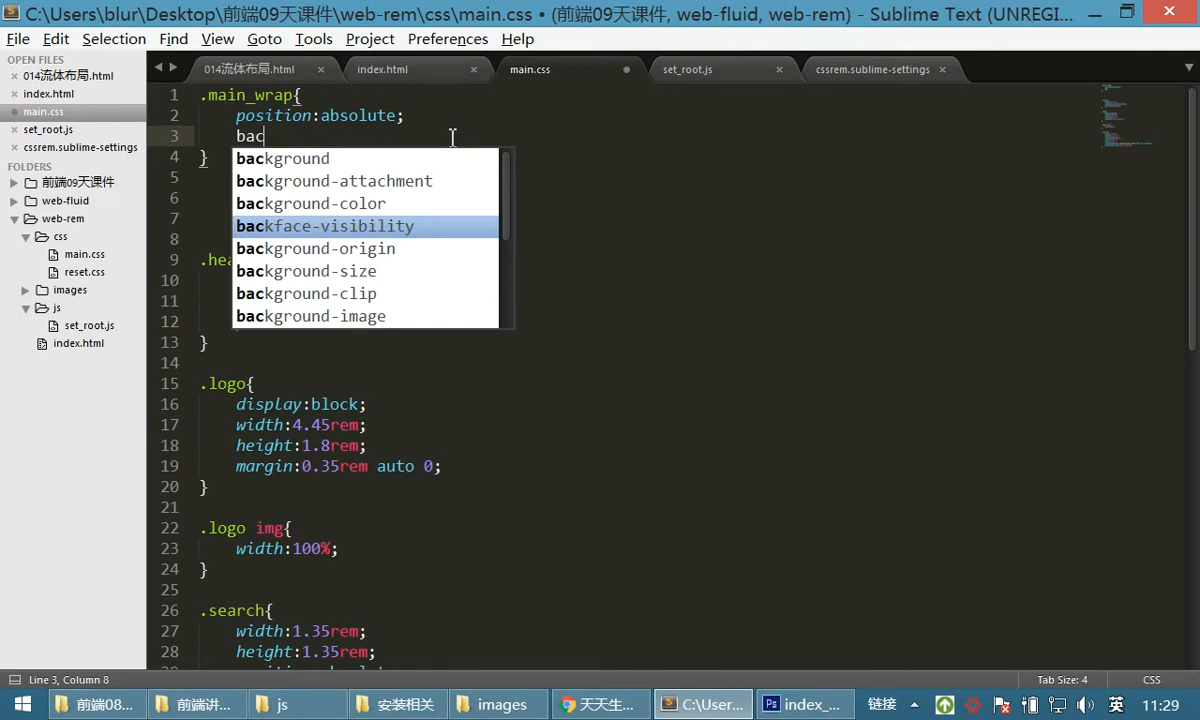 C:\Users\blur\Desktop\前端09天课件\web-rem\css\main.css • (前端09天课件, web-fluid, web-rem) - Sublime Text (UNREGI...
File Edit Selection Find View Goto Tools Project Preferences Help
OPEN FILES
014流体布局.html
index.html
main.css
set_root.js
cssrem.sublime-settings
FOLDERS
前端09天课件
web-fluid
web-rem
css
main.css
reset.css
images
js
set_root.js
index.html
014流体布局.html index.html main.css set_root.js cssrem.sublime-settings
1 .main_wrap{
2 position:absolute;
3 bac
4 }
5
6
7
8
9 .hea
10
11
12
13 }
14
15 .logo{
16 display:block;
17 width:4.45rem;
18 height:1.8rem;
19 margin:0.35rem auto 0;
20 }
21
22 .logo img{
23 width:100%;
24 }
25
26 .search{
27 width:1.35rem;
28 height:1.35rem;
background
background-attachment
background-color
backface-visibility
background-origin
background-size
background-clip
background-image
Line 3, Column 8 Tab Size: 4 CSS
前端08... 前端讲... js 安装相关 images 天天生... C:\User... index_... 链接 英 11:29